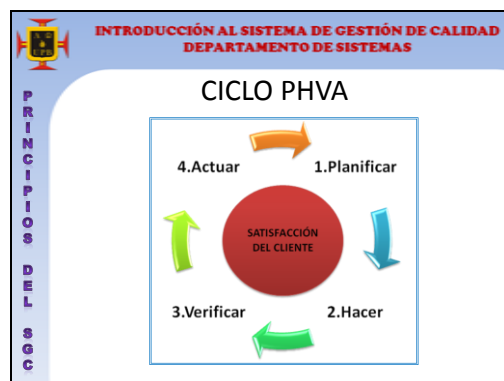 INTRODUCCIÓN AL SISTEMA DE GESTIÓN DE CALIDAD
DEPARTAMENTO DE SISTEMAS
UPB
PRINCIPIOS DEL SGC
CICLO PHVA
4.Actuar
1.Planificar
SATISFACCIÓN
DEL CLIENTE
3.Verificar
2.Hacer